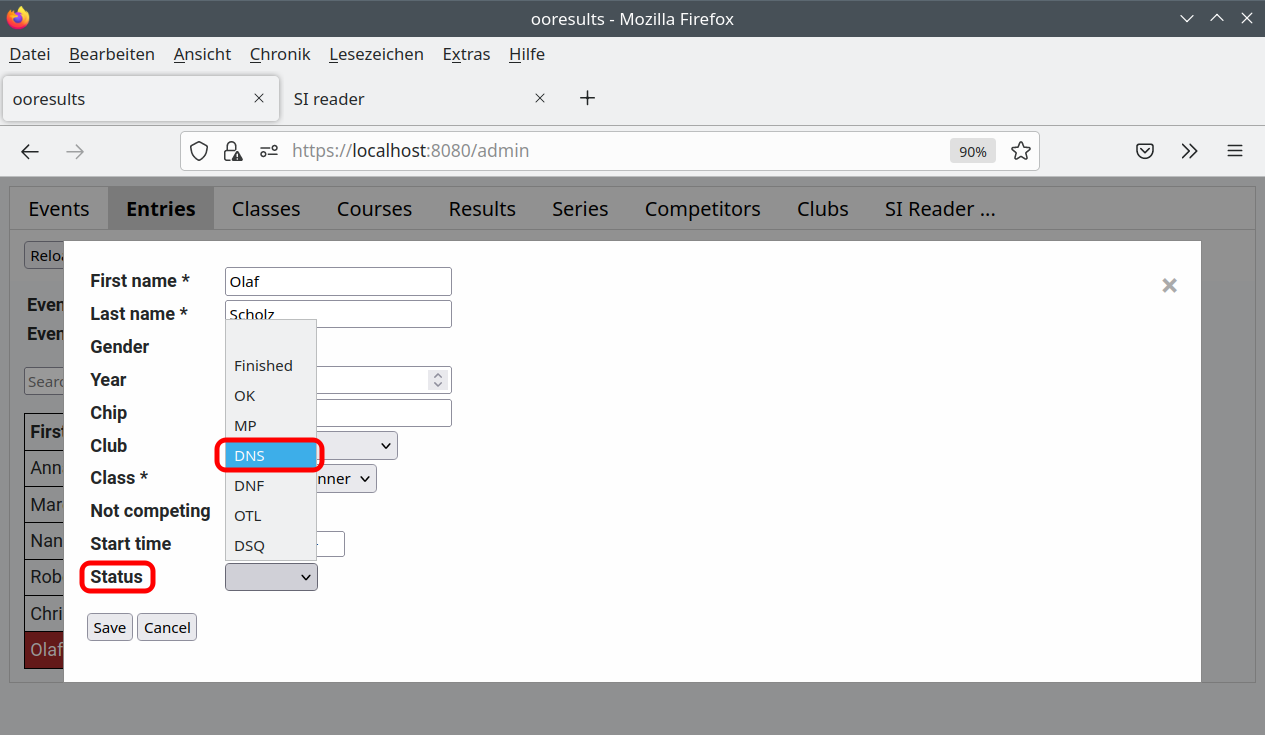 ooresults - Mozilla Firefox
Datei Bearbeiten Ansicht Chronik Lesezeichen Extras Hilfe
ooresults SI reader
https://localhost:8080/admin 90%
Events Entries Classes Courses Results Series Competitors Clubs SI Reader ...
Reloa
First name * Olaf
Even
Last name * Scholz
Even
Gender
Finished
Year
Sear
OK
Chip
MP
First
Club
DNS
Ann
Class * nner
DNF
Mar
Not competing
OTL
Nan
Start time
DSQ
Rob
Status
Chri
Save Cancel
Olaf